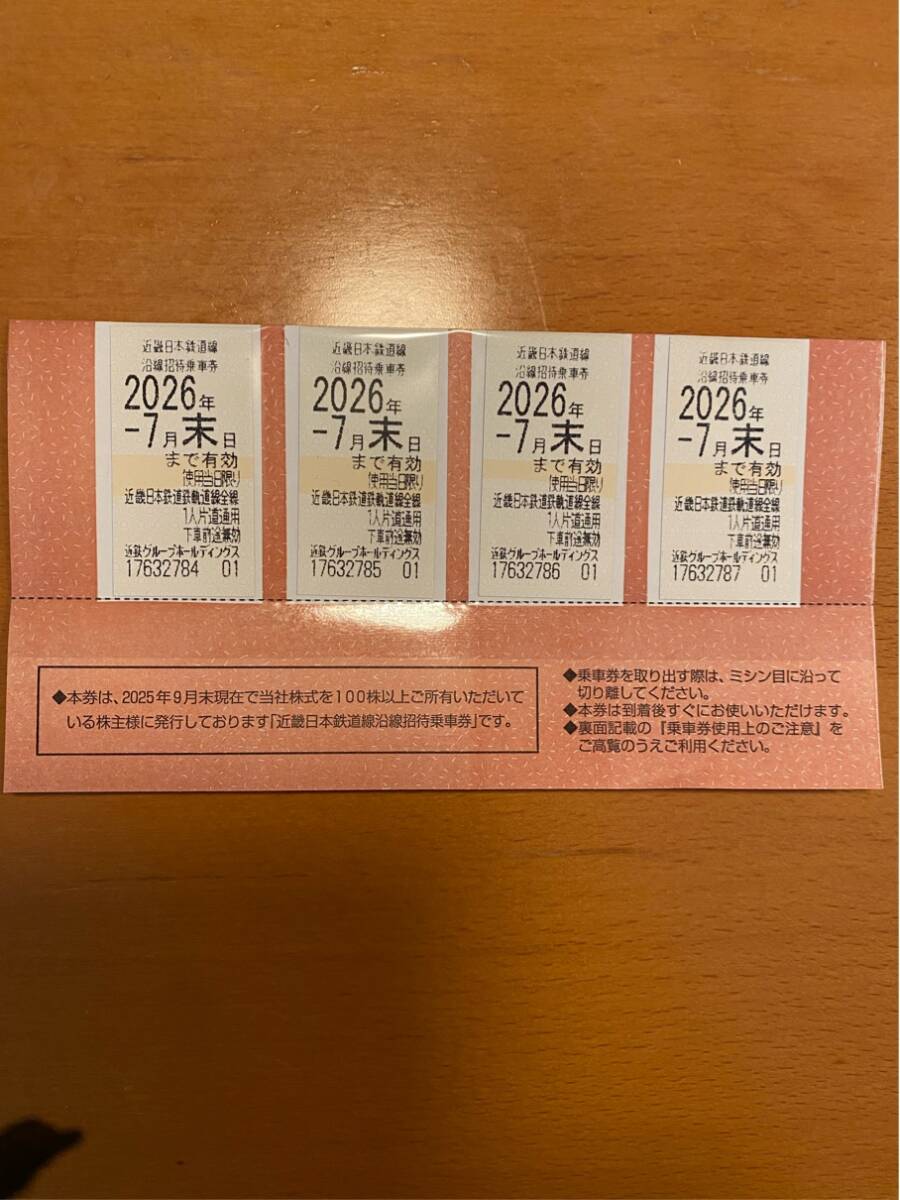 近畿日本鉄道線
沿線招待乗車券
2026年
-7月末日
まで有効
使用当日限り
近畿日本鉄道鉄軌道線全線
1人片道通用
下車前途無効
近鉄グループホールディングス
17632784 01
近畿日本鉄道線
沿線招待乗車券
2026年
-7月末日
まで有効
使用当日限り
近畿日本鉄道鉄軌道線全線
1人片道通用
下車前途無効
近鉄グループホールディングス
17632785 01
近畿日本鉄道線
沿線招待乗車券
2026年
-7月末日
まで有効
使用当日限り
近畿日本鉄道鉄軌道線全線
1人片道通用
下車前途無効
近鉄グループホールディングス
17632786 01
近畿日本鉄道線
沿線招待乗車券
2026年
-7月末日
まで有効
使用当日限り
近畿日本鉄道鉄軌道線全線
1人片道通用
下車前途無効
近鉄グループホールディングス
17632787 01
◆本券は、2025年9月末現在で当社株式を100株以上ご所有いただいて
いる株主様に発行しております「近畿日本鉄道線沿線招待乗車券」です。
◆乗車券を取り出す際は、ミシン目に沿って
切り離してください。
◆本券は到着後すぐにお使いいただけます。
◆裏面記載の『乗車券使用上のご注意』を
ご高覧のうえご利用ください。